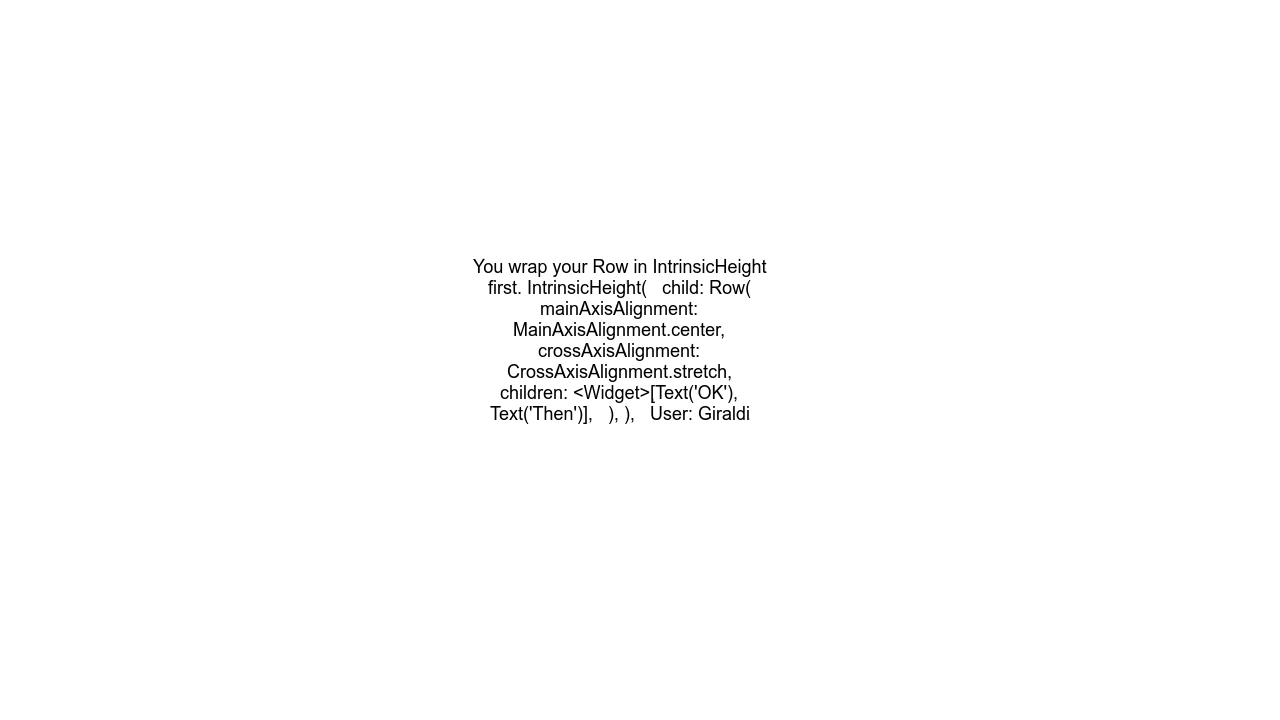 You wrap your Row in IntrinsicHeight
first. IntrinsicHeight(   child: Row(
mainAxisAlignment:
MainAxisAlignment.center,
crossAxisAlignment:
CrossAxisAlignment.stretch,
children: <Widget>[Text('OK'),
Text('Then')],   ), ),   User: Giraldi